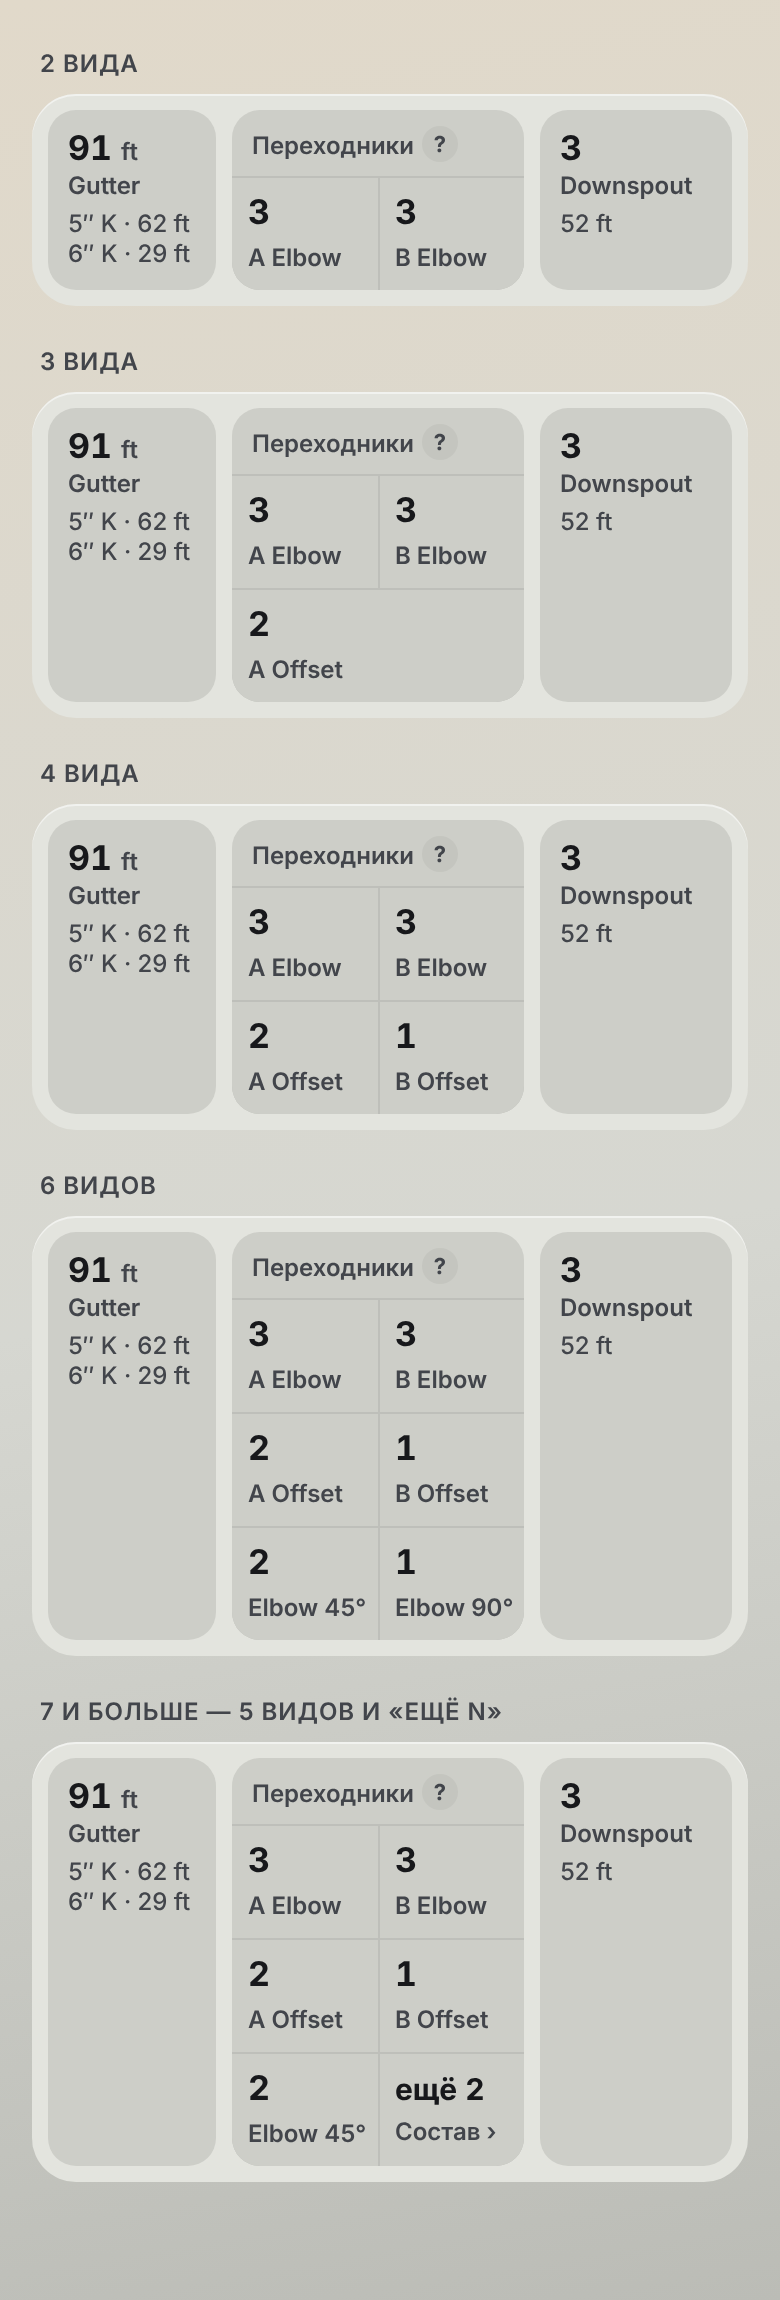 2 ВИДА
91 ft
Gutter
5″ K · 62 ft
6″ K · 29 ft
Переходники ?
3
A Elbow
3
B Elbow
3
Downspout
52 ft
3 ВИДА
91 ft
Gutter
5″ K · 62 ft
6″ K · 29 ft
Переходники ?
3
A Elbow
3
B Elbow
2
A Offset
3
Downspout
52 ft
4 ВИДА
91 ft
Gutter
5″ K · 62 ft
6″ K · 29 ft
Переходники ?
3
A Elbow
3
B Elbow
2
A Offset
1
B Offset
3
Downspout
52 ft
6 ВИДОВ
91 ft
Gutter
5″ K · 62 ft
6″ K · 29 ft
Переходники ?
3
A Elbow
3
B Elbow
2
A Offset
1
B Offset
2
Elbow 45°
1
Elbow 90°
3
Downspout
52 ft
7 И БОЛЬШЕ — 5 ВИДОВ И «ЕЩЁ N»
91 ft
Gutter
5″ K · 62 ft
6″ K · 29 ft
Переходники ?
3
A Elbow
3
B Elbow
2
A Offset
1
B Offset
2
Elbow 45°
ещё 2
Состав ›
3
Downspout
52 ft